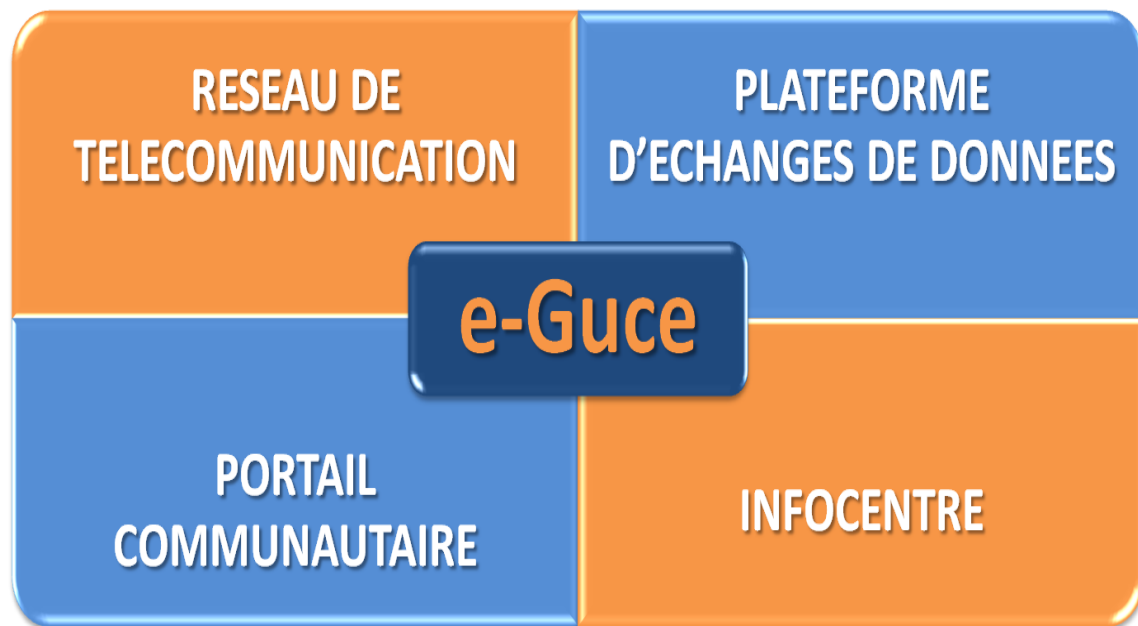 RESEAU DE
TELECOMMUNICATION
PLATEFORME
D’ECHANGES DE DONNEES
e-Guce
PORTAIL
COMMUNAUTAIRE
INFOCENTRE